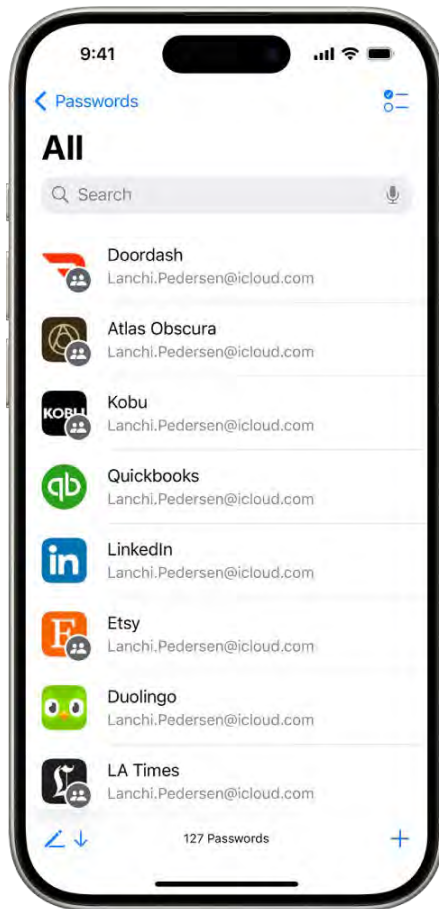 9:41
Passwords
All
Search
Doordash
Lanchi.Pedersen@icloud.com
Atlas Obscura
Lanchi.Pedersen@icloud.com
KOBU
Kobu
Lanchi.Pedersen@icloud.com
qb
Quickbooks
Lanchi.Pedersen@icloud.com
in
LinkedIn
Lanchi.Pedersen@icloud.com
E
Etsy
Lanchi.Pedersen@icloud.com
Duolingo
Lanchi.Pedersen@icloud.com
LA Times
Lanchi.Pedersen@icloud.com
127 Passwords